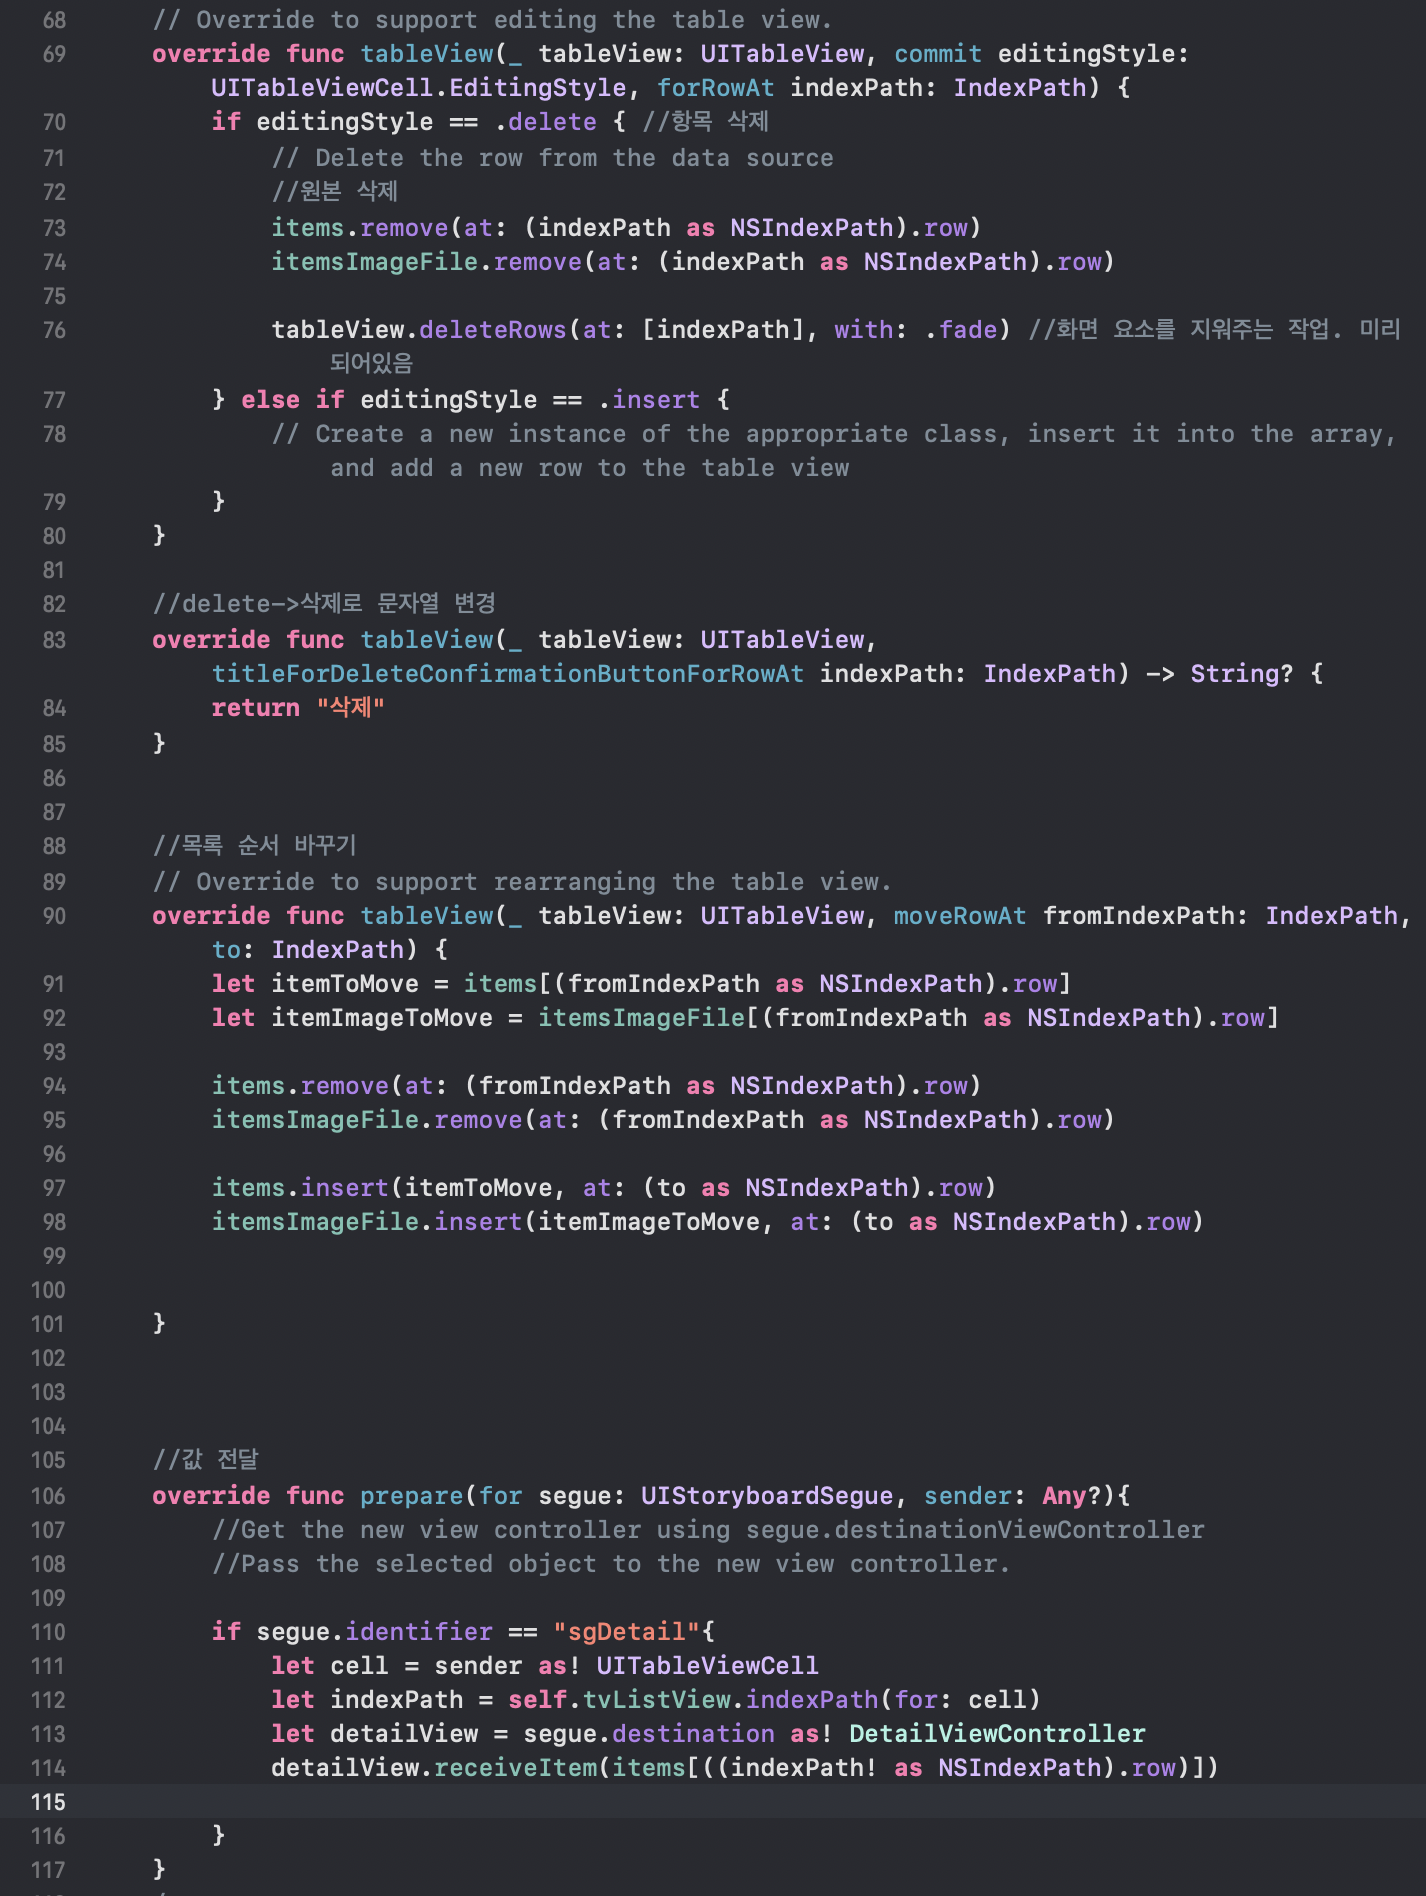 68 // Override to support editing the table view.
69 override func tableView(_ tableView: UITableView, commit editingStyle:
UITableViewCell.EditingStyle, forRowAt indexPath: IndexPath) {
70 if editingStyle == .delete { //항목 삭제
71 // Delete the row from the data source
72 //원본 삭제
73 items.remove(at: (indexPath as NSIndexPath).row)
74 itemsImageFile.remove(at: (indexPath as NSIndexPath).row)
75
76 tableView.deleteRows(at: [indexPath], with: .fade) //화면 요소를 지워주는 작업. 미리
되어있음
77 } else if editingStyle == .insert {
78 // Create a new instance of the appropriate class, insert it into the array,
and add a new row to the table view
79 }
80 }
81
82 //delete->삭제로 문자열 변경
83 override func tableView(_ tableView: UITableView,
titleForDeleteConfirmationButtonForRowAt indexPath: IndexPath) -> String? {
84 return "삭제"
85 }
86
87
88 //목록 순서 바꾸기
89 // Override to support rearranging the table view.
90 override func tableView(_ tableView: UITableView, moveRowAt fromIndexPath: IndexPath,
to: IndexPath) {
91 let itemToMove = items[(fromIndexPath as NSIndexPath).row]
92 let itemImageToMove = itemsImageFile[(fromIndexPath as NSIndexPath).row]
93
94 items.remove(at: (fromIndexPath as NSIndexPath).row)
95 itemsImageFile.remove(at: (fromIndexPath as NSIndexPath).row)
96
97 items.insert(itemToMove, at: (to as NSIndexPath).row)
98 itemsImageFile.insert(itemImageToMove, at: (to as NSIndexPath).row)
99
100
101 }
102
103
104
105 //값 전달
106 override func prepare(for segue: UIStoryboardSegue, sender: Any?){
107 //Get the new view controller using segue.destinationViewController
108 //Pass the selected object to the new view controller.
109
110 if segue.identifier == "sgDetail"{
111 let cell = sender as! UITableViewCell
112 let indexPath = self.tvListView.indexPath(for: cell)
113 let detailView = segue.destination as! DetailViewController
114 detailView.receiveItem(items[((indexPath! as NSIndexPath).row)])
115
116 }
117 }